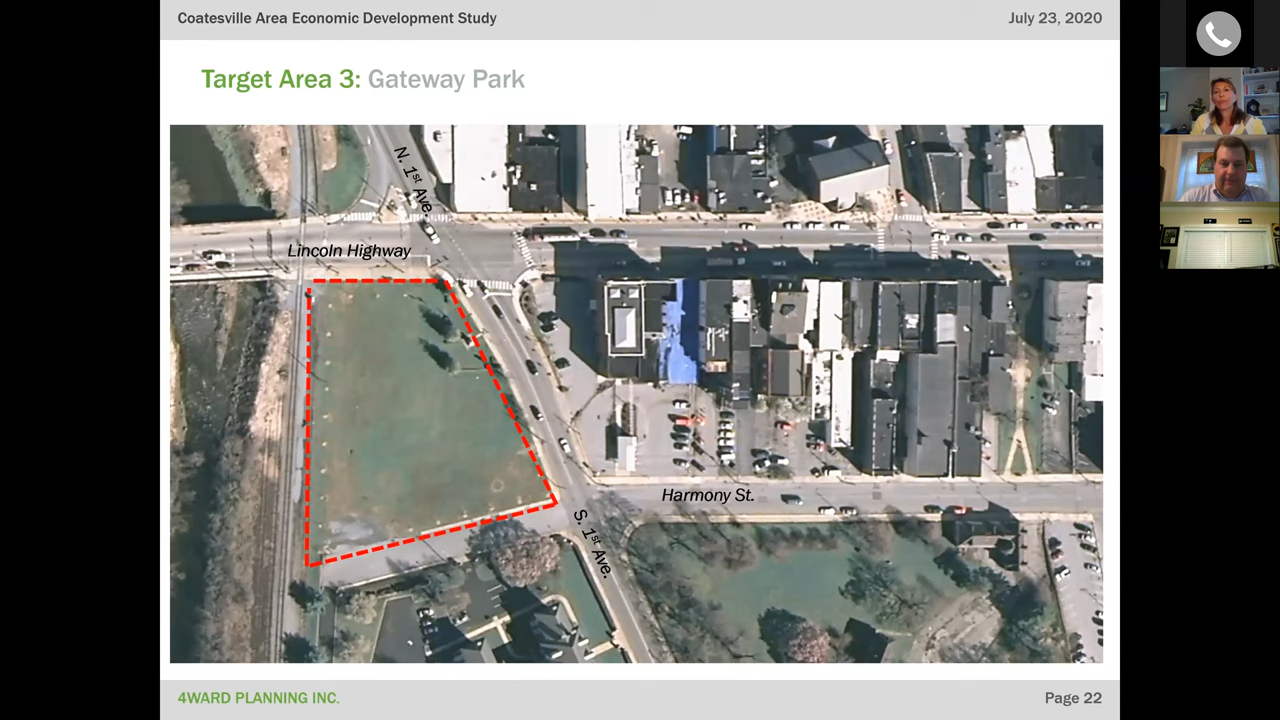 Coatesville Area Economic Development Study
July 23, 2020
Target Area 3: Gateway Park
N. 1st Ave.
Lincoln Highway
Harmony St.
S. 1st Ave.
4WARD PLANNING INC.
Page 22